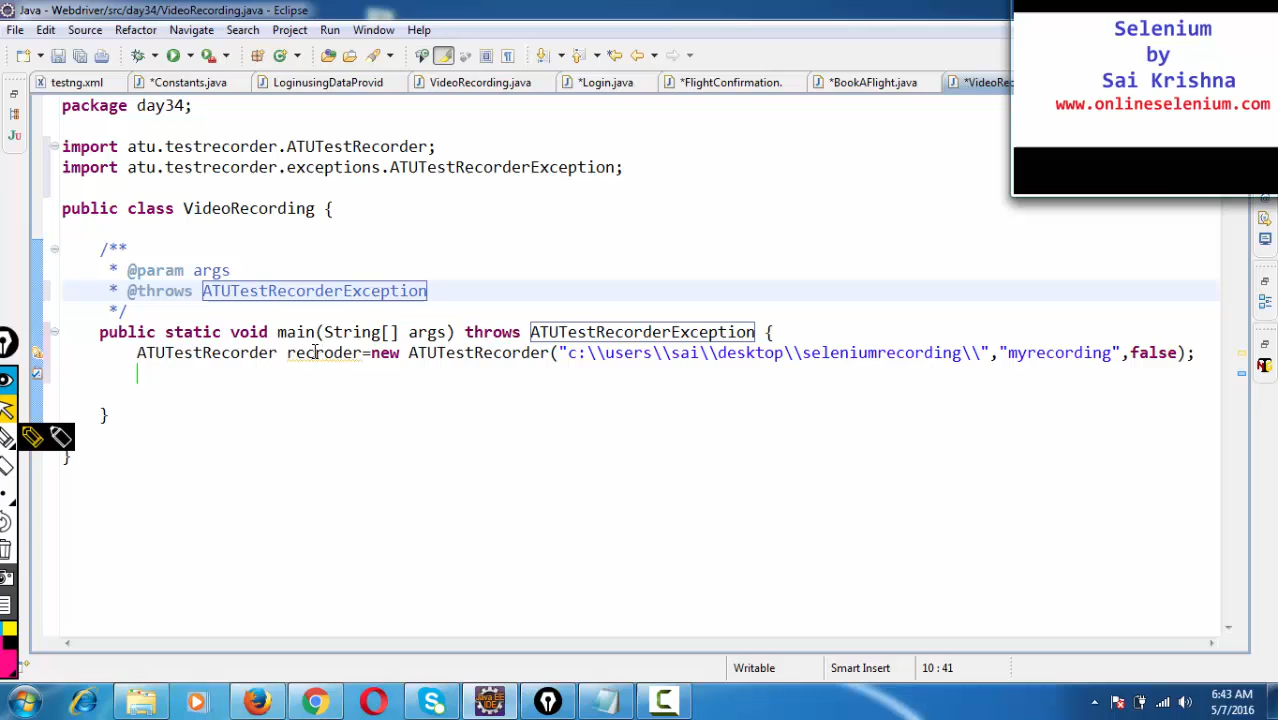 Java - Webdriver/src/day34/VideoRecording.java - Eclipse
File Edit Source Refactor Navigate Search Project Run Window Help
testng.xml *Constants.java LoginusingDataProvid VideoRecording.java *Login.java *FlightConfirmation. *BookAFlight.java *VideoRec
Selenium
by
Sai Krishna
www.onlineselenium.com
package day34;
import atu.testrecorder.ATUTestRecorder;
import atu.testrecorder.exceptions.ATUTestRecorderException;
public class VideoRecording {
/**
* @param args
* @throws ATUTestRecorderException
*/
public static void main(String[] args) throws ATUTestRecorderException {
ATUTestRecorder recroder=new ATUTestRecorder("c:\\users\\sai\\desktop\\seleniumrecording\\","myrecording",false);
}
}
Writable Smart Insert 10 : 41
6:43 AM
5/7/2016